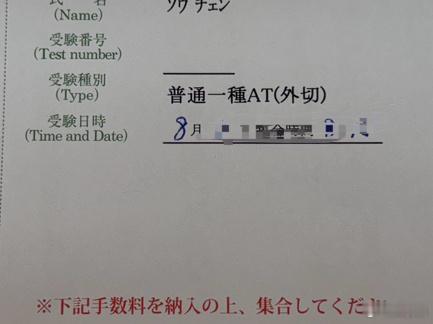 氏 名 ソウ チェン
(Name)
受験番号
(Test number)
受験種別 普通一種AT(外切)
(Type)
受験日時 8月
(Time and Date)
※下記手数料を納入の上、集合してくだ